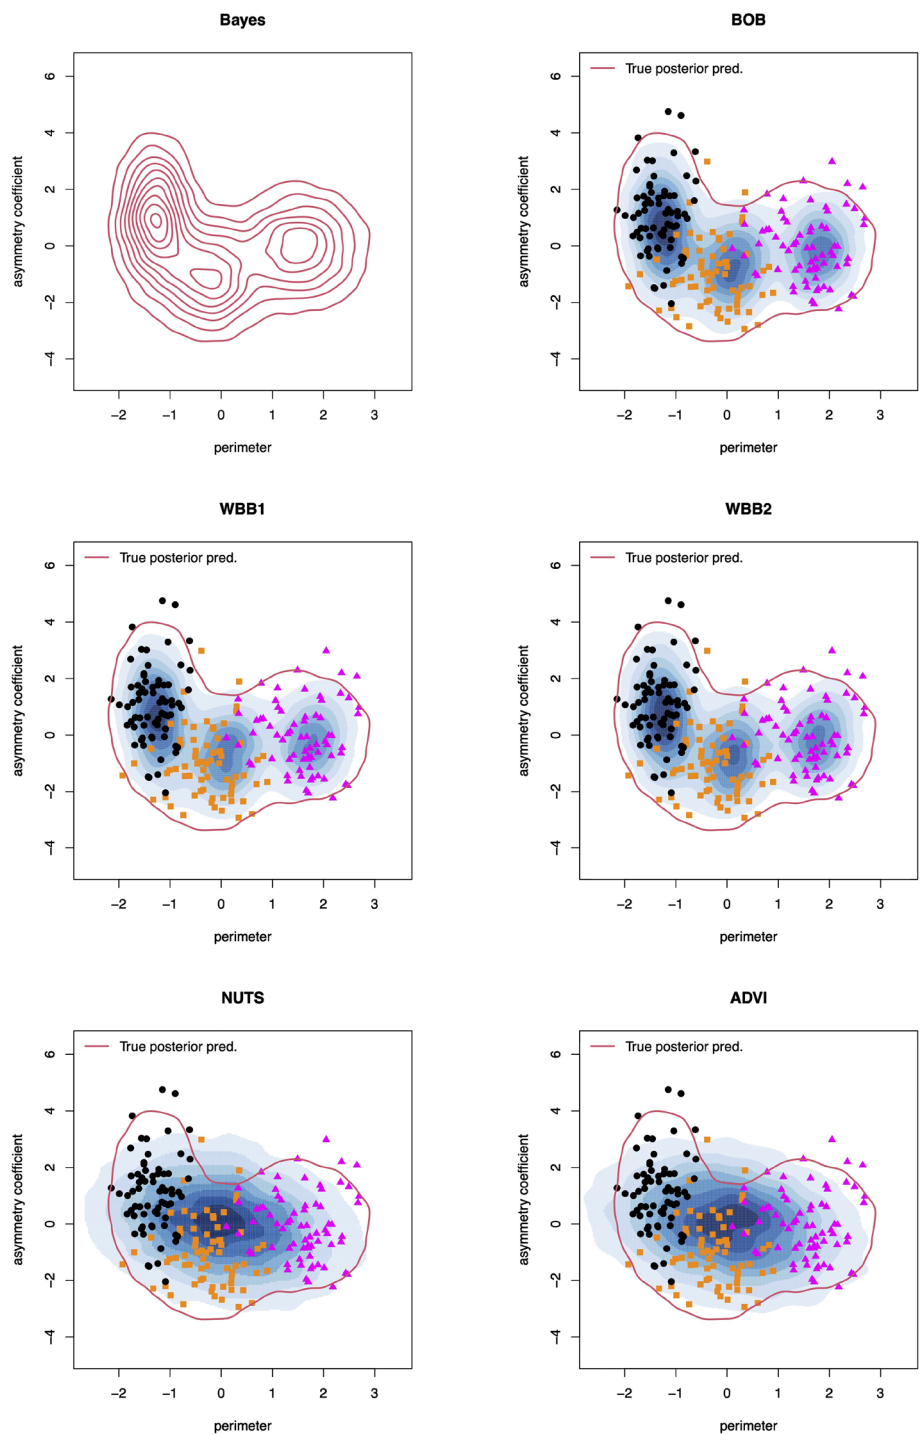 Bayes
asymmetry coefficient
6
4
2
0
−2
−4
−2 −1 0 1 2 3
perimeter
BOB
True posterior pred.
asymmetry coefficient
6
4
2
0
−2
−4
−2 −1 0 1 2 3
perimeter
WBB1
True posterior pred.
asymmetry coefficient
6
4
2
0
−2
−4
−2 −1 0 1 2 3
perimeter
WBB2
True posterior pred.
asymmetry coefficient
6
4
2
0
−2
−4
−2 −1 0 1 2 3
perimeter
NUTS
True posterior pred.
asymmetry coefficient
6
4
2
0
−2
−4
−2 −1 0 1 2 3
perimeter
ADVI
True posterior pred.
asymmetry coefficient
6
4
2
0
−2
−4
−2 −1 0 1 2 3
perimeter